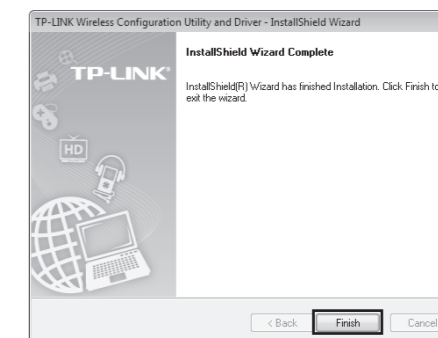 TP-LINK Wireless Configuration Utility and Driver - InstallShield Wizard
TP-LINK®
HD
InstallShield Wizard Complete
InstallShield(R) Wizard has finished Installation. Click Finish to
exit the wizard.
< Back
Finish
Cancel